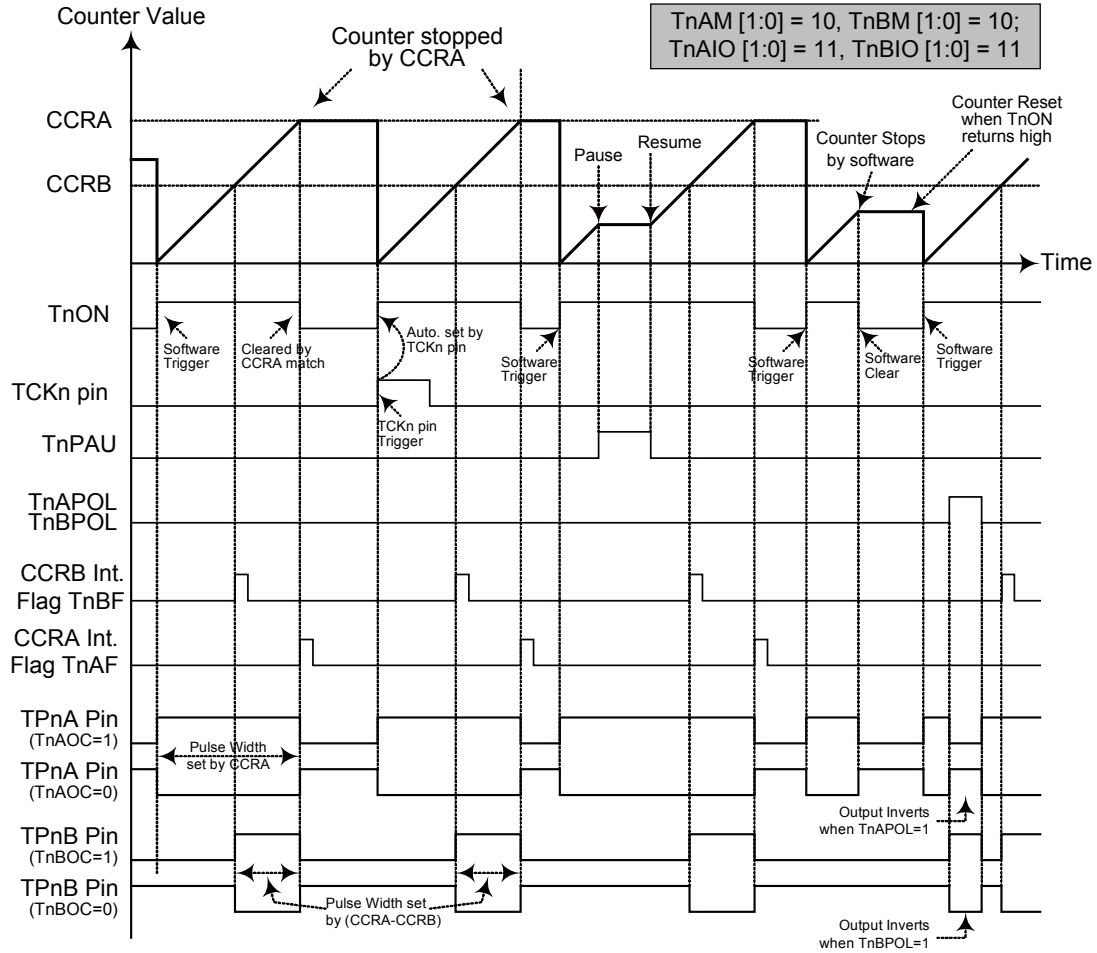 Counter Value
TnAM [1:0] = 10, TnBM [1:0] = 10;
TnAIO [1:0] = 11, TnBIO [1:0] = 11
Counter stopped
by CCRA
CCRA
CCRB
Pause
Resume
Counter Stops
by software
Counter Reset
when TnON
returns high
Time
TnON
Software
Trigger
Cleared by
CCRA match
Auto. set by
TCKn pin
Software
Trigger
Software
Trigger
Software
Clear
Software
Trigger
TCKn pin
TCKn pin
Trigger
TnPAU
TnAPOL
TnBPOL
CCRB Int.
Flag TnBF
CCRA Int.
Flag TnAF
TPnA Pin
(TnAOC=1)
Pulse Width
set by CCRA
TPnA Pin
(TnAOC=0)
Output Inverts
when TnAPOL=1
TPnB Pin
(TnBOC=1)
TPnB Pin
(TnBOC=0)
Pulse Width set
by (CCRA-CCRB)
Output Inverts
when TnBPOL=1